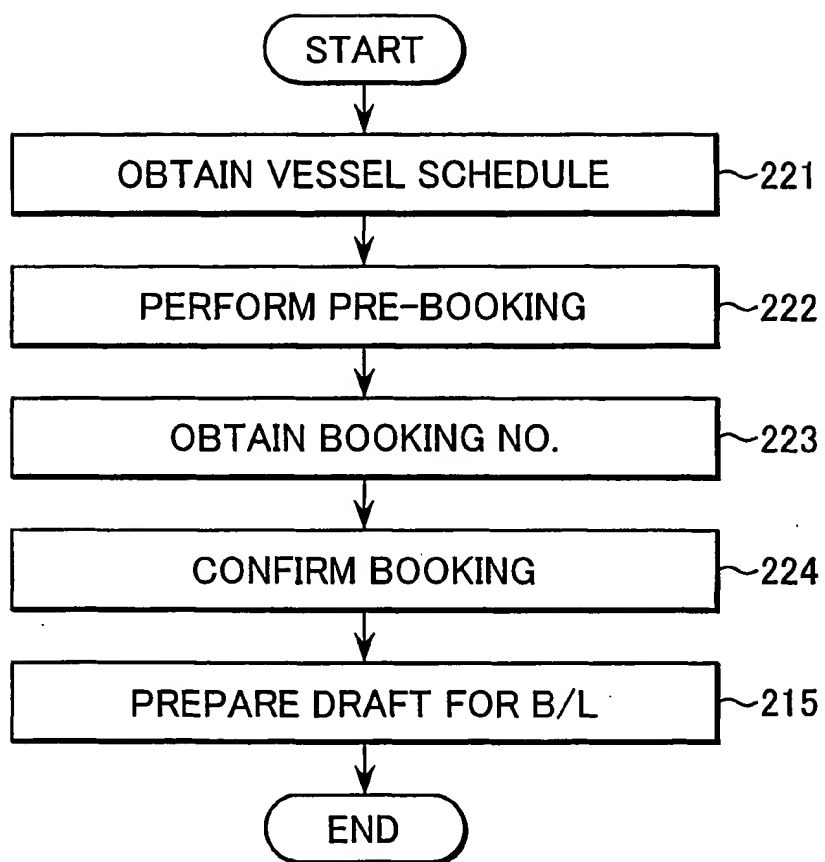 START
OBTAIN VESSEL SCHEDULE 221
PERFORM PRE-BOOKING 222
OBTAIN BOOKING NO. 223
CONFIRM BOOKING 224
PREPARE DRAFT FOR B/L 215
END